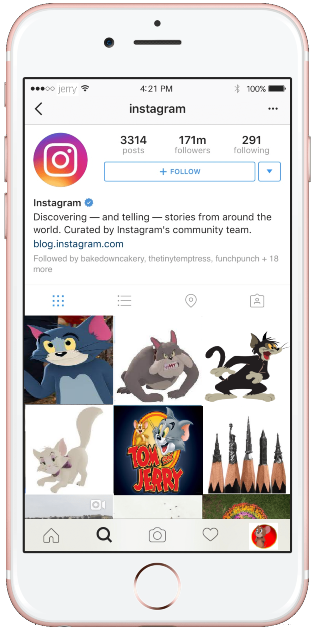 jerry 4:21 PM 100%
instagram
3314 171m 291
posts followers following
+ FOLLOW
Instagram
Discovering — and telling — stories from around the
world. Curated by Instagram's community team.
blog.instagram.com
Followed by bakedowncakery, thetinytemptress, funchpunch + 18
more
TOM
and
JERRY